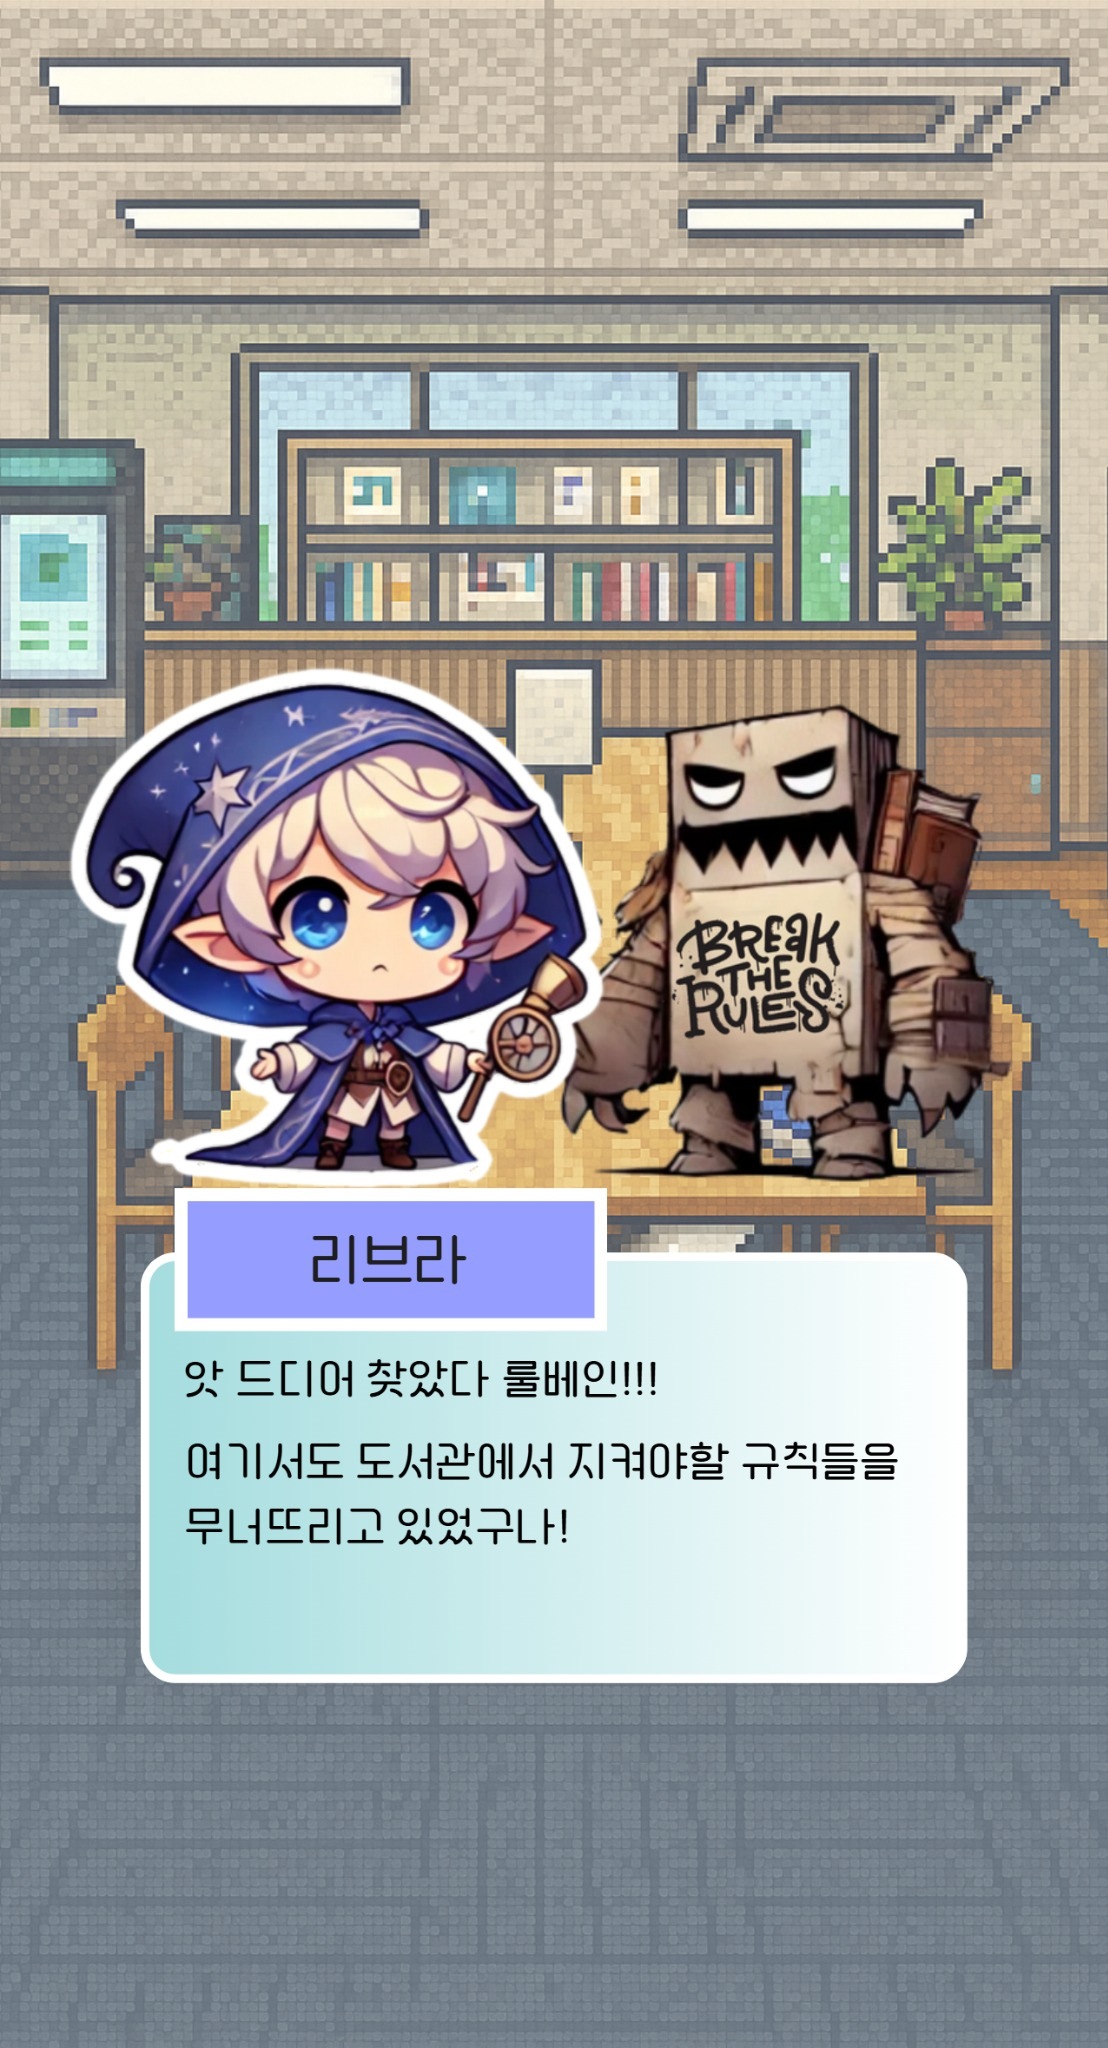 BREaK
THE
RULES
리브라
앗 드디어 찾았다 룰베인!!!
여기서도 도서관에서 지켜야할 규칙들을
무너뜨리고 있었구나!